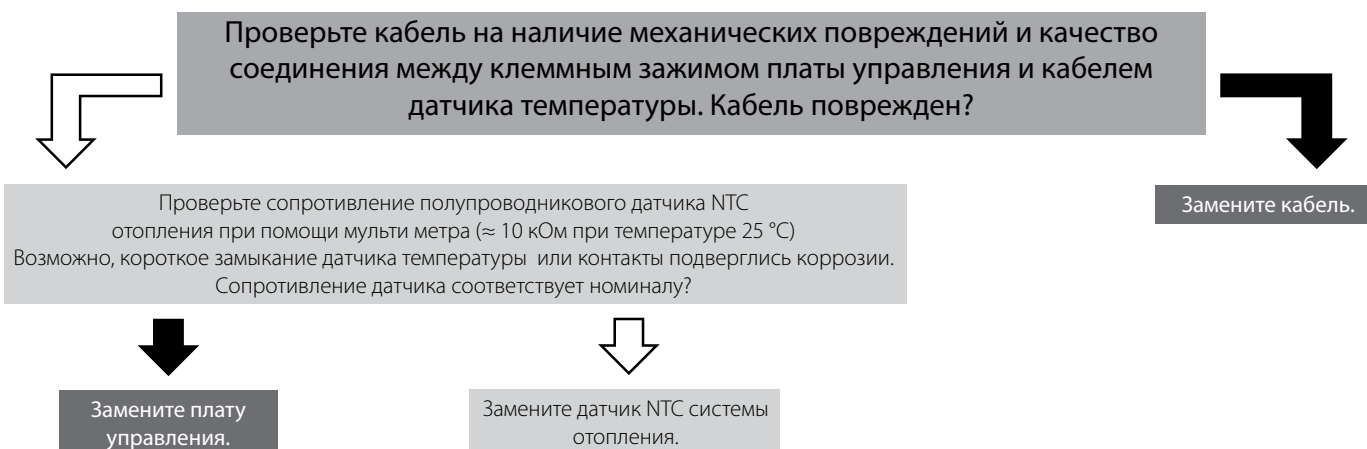 Проверьте кабель на наличие механических повреждений и качество
соединения между клеммным зажимом платы управления и кабелем
датчика температуры. Кабель поврежден?
Замените кабель.
Проверьте сопротивление полупроводникового датчика NTC
отопления при помощи мульти метра (≈ 10 кОм при температуре 25 °C)
Возможно, короткое замыкание датчика температуры или контакты подверглись коррозии.
Сопротивление датчика соответствует номиналу?
Замените плату
управления.
Замените датчик NTC системы
отопления.